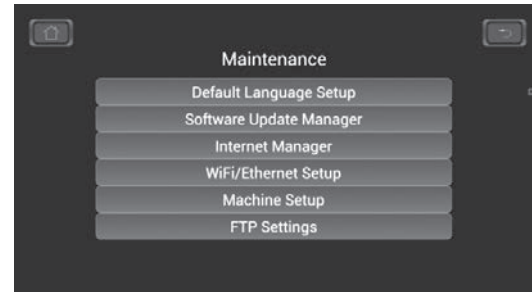 Maintenance
Default Language Setup
Software Update Manager
Internet Manager
WiFi/Ethernet Setup
Machine Setup
FTP Settings